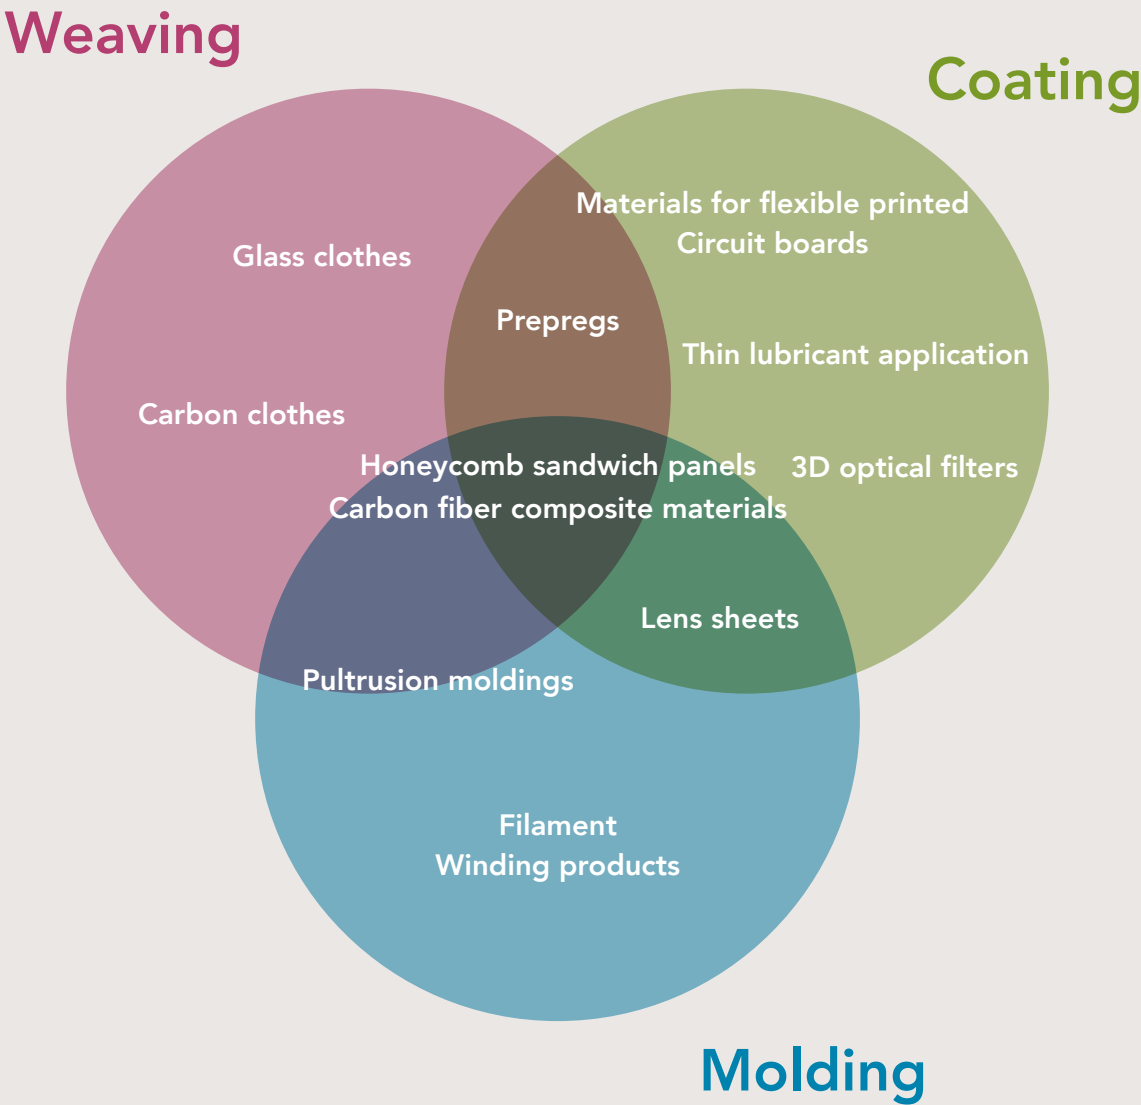 Weaving
Coating
Materials for flexible printed
Circuit boards
Glass clothes
Prepregs
Thin lubricant application
Carbon clothes
Honeycomb sandwich panels
3D optical filters
Carbon fiber composite materials
Lens sheets
Pultrusion moldings
Filament
Winding products
Molding